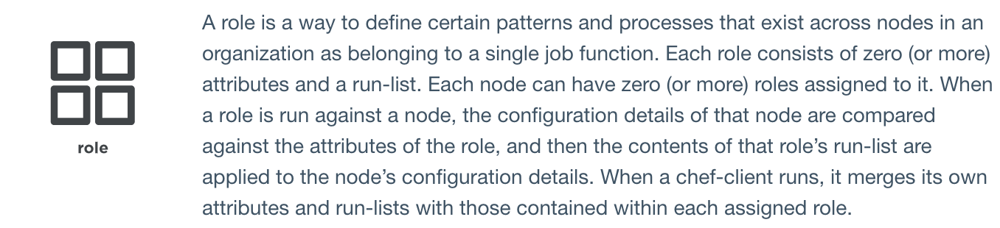 A role is a way to define certain patterns and processes that exist across nodes in an
organization as belonging to a single job function. Each role consists of zero (or more)
attributes and a run-list. Each node can have zero (or more) roles assigned to it. When
a role is run against a node, the configuration details of that node are compared
against the attributes of the role, and then the contents of that role’s run-list are
applied to the node’s configuration details. When a chef-client runs, it merges its own
attributes and run-lists with those contained within each assigned role.
role